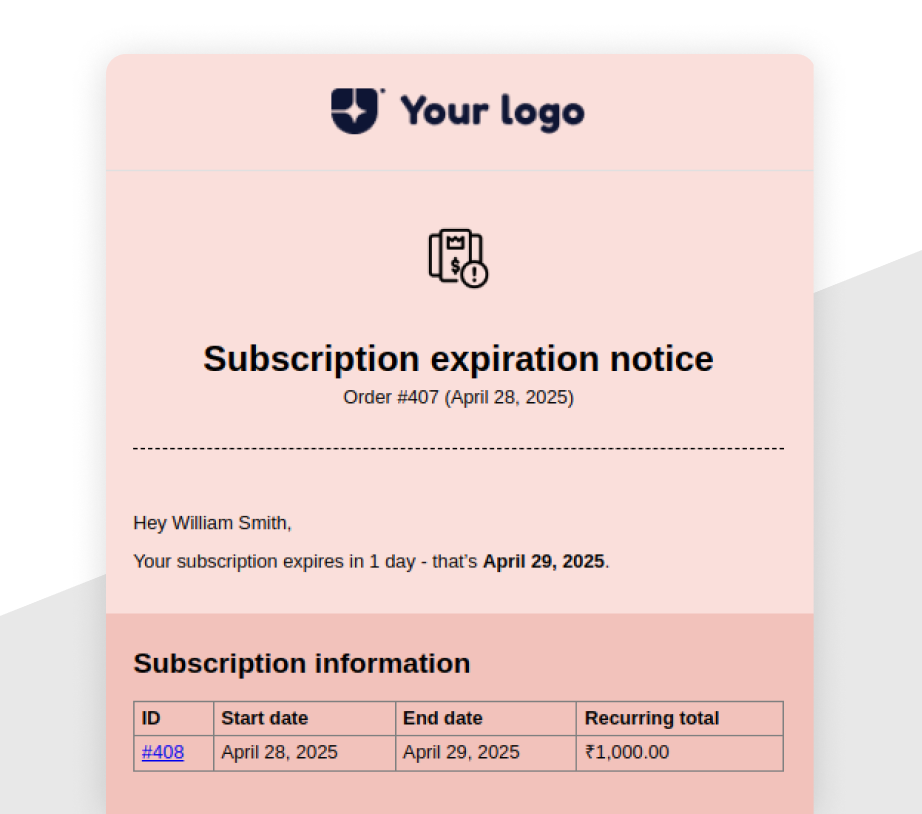 Your logo
Subscription expiration notice
Order #407 (April 28, 2025)
Hey William Smith,
Your subscription expires in 1 day - that’s April 29, 2025.
Subscription information
ID Start date End date Recurring total
#408 April 28, 2025 April 29, 2025 ₹1,000.00